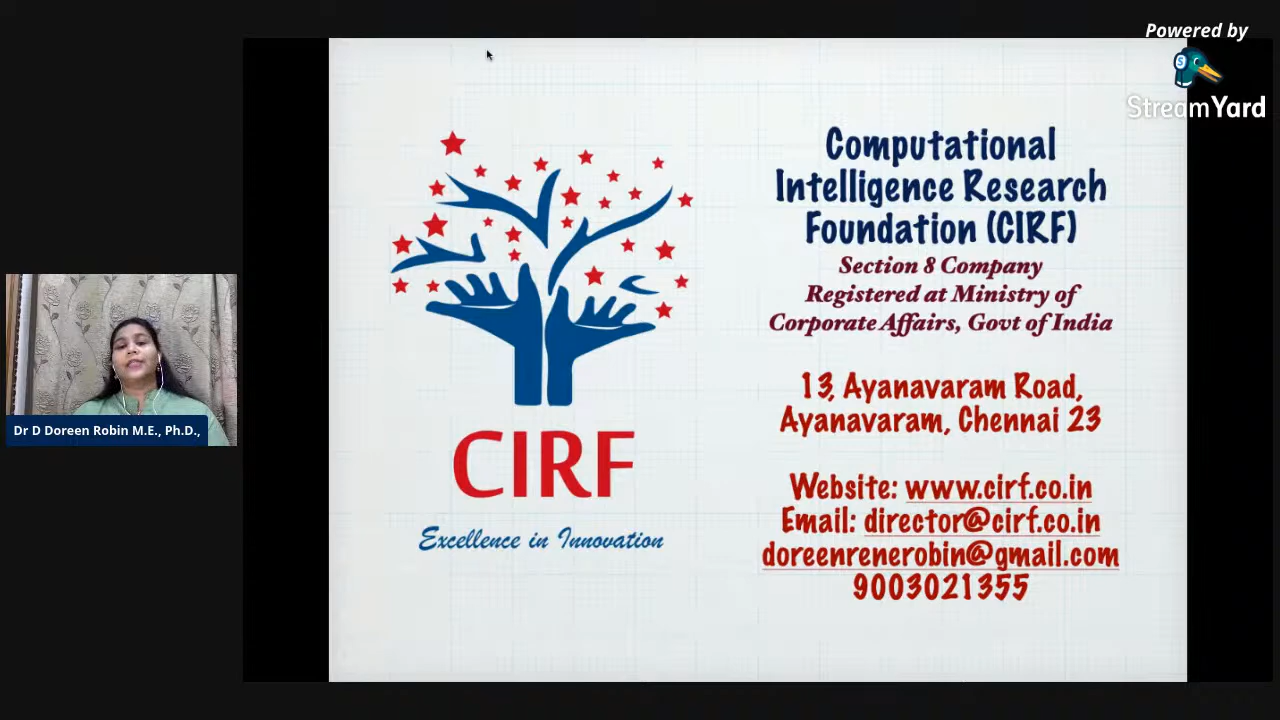 Powered by
StreamYard
Computational
Intelligence Research
Foundation (CIRF)
Section 8 Company
Registered at Ministry of
Corporate Affairs, Govt of India
13, Ayanavaram Road,
Ayanavaram, Chennai 23
Website: www.cirf.co.in
Email: director@cirf.co.in
doreenrenerobin@gmail.com
9003021355
CIRF
Excellence in Innovation
Dr D Doreen Robin M.E., Ph.D.,